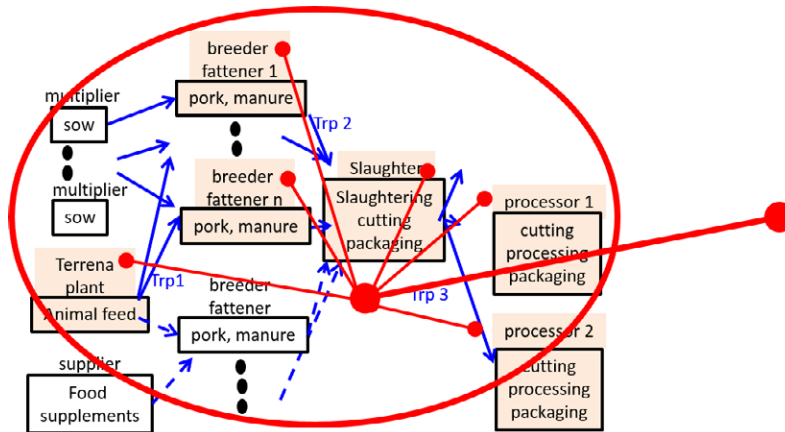 breeder
fattener 1
pork, manure
multiplier
sow
multiplier
sow
Trp 2
breeder
fattener n
pork, manure
Slaughter
Slaughtering
cutting
packaging
processor 1
cutting
processing
packaging
Terrena
plant
Animal feed
Trp1
breeder
fattener
pork, manure
Trp 3
processor 2
cutting
processing
packaging
supplier
Food
supplements